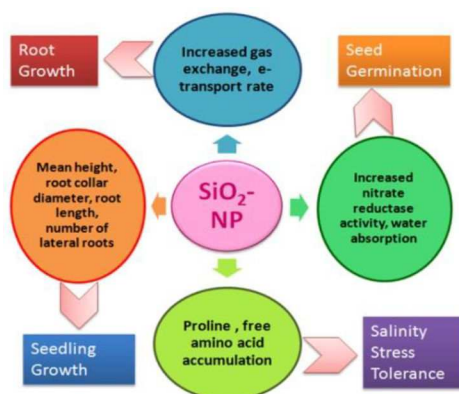 Root
Growth
Increased gas
exchange, e-
transport rate
Seed
Germination
Mean height,
root collar
diameter, root
length,
number of
lateral roots
SiO₂-
NP
Increased
nitrate
reductase
activity, water
absorption
Seedling
Growth
Proline , free
amino acid
accumulation
Salinity
Stress
Tolerance